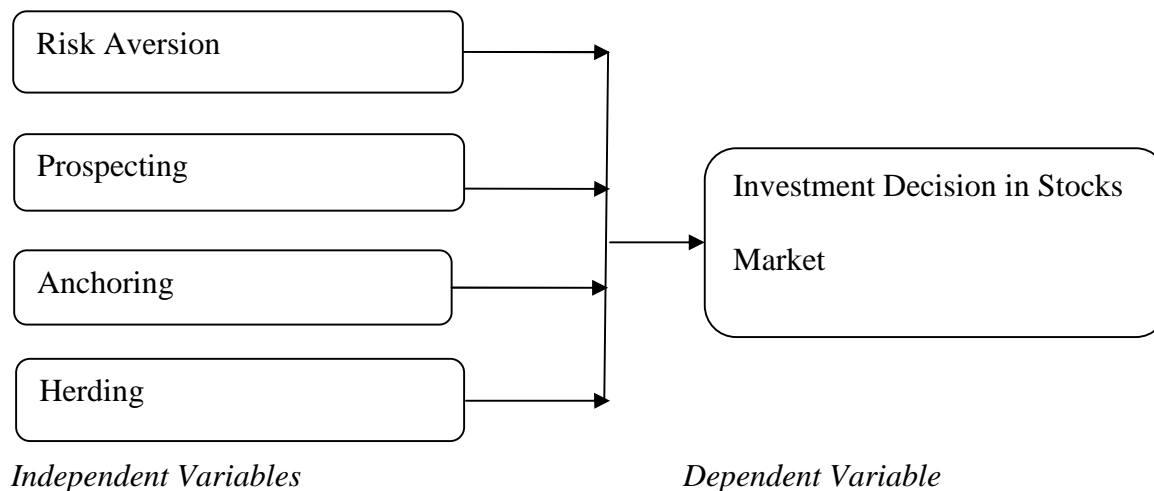 Risk Aversion
Prospecting
Anchoring
Herding
Investment Decision in Stocks
Market
Independent Variables
Dependent Variable